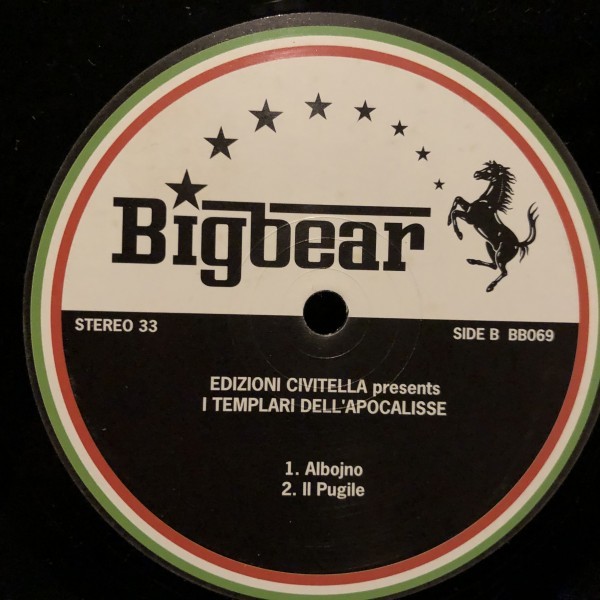 Bigbear
STEREO 33
SIDE B BB069
EDIZIONI CIVITELLA presents
I TEMPLARI DELL'APOCALISSE
1. Albojno
2. Il Pugile